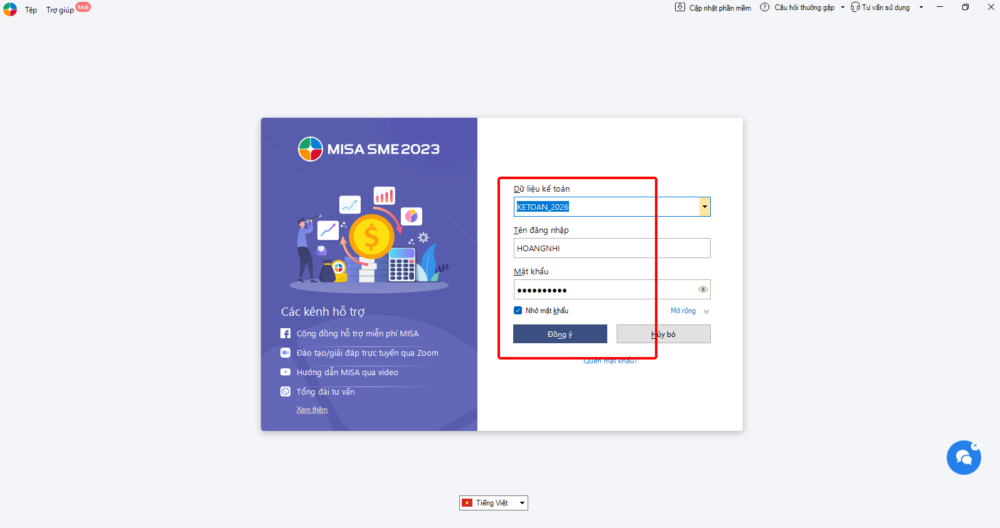 Tệp Trợ giúp Mới Cập nhật phần mềm Câu hỏi thường gặp Tư vấn sử dụng
MISA SME 2023
Các kênh hỗ trợ
Cộng đồng hỗ trợ miễn phí MISA
Đào tạo/giải đáp trực tuyến qua Zoom
Hướng dẫn MISA qua video
Tổng đài tư vấn
Xem thêm
Dữ liệu kế toán
KETOAN_2026
Tên đăng nhập
HOANGNHI
Mật khẩu
●●●●●●●●●●
Nhớ mật khẩu Mở rộng
Đồng ý Hủy bỏ
Quên mật khẩu?
Tiếng Việt